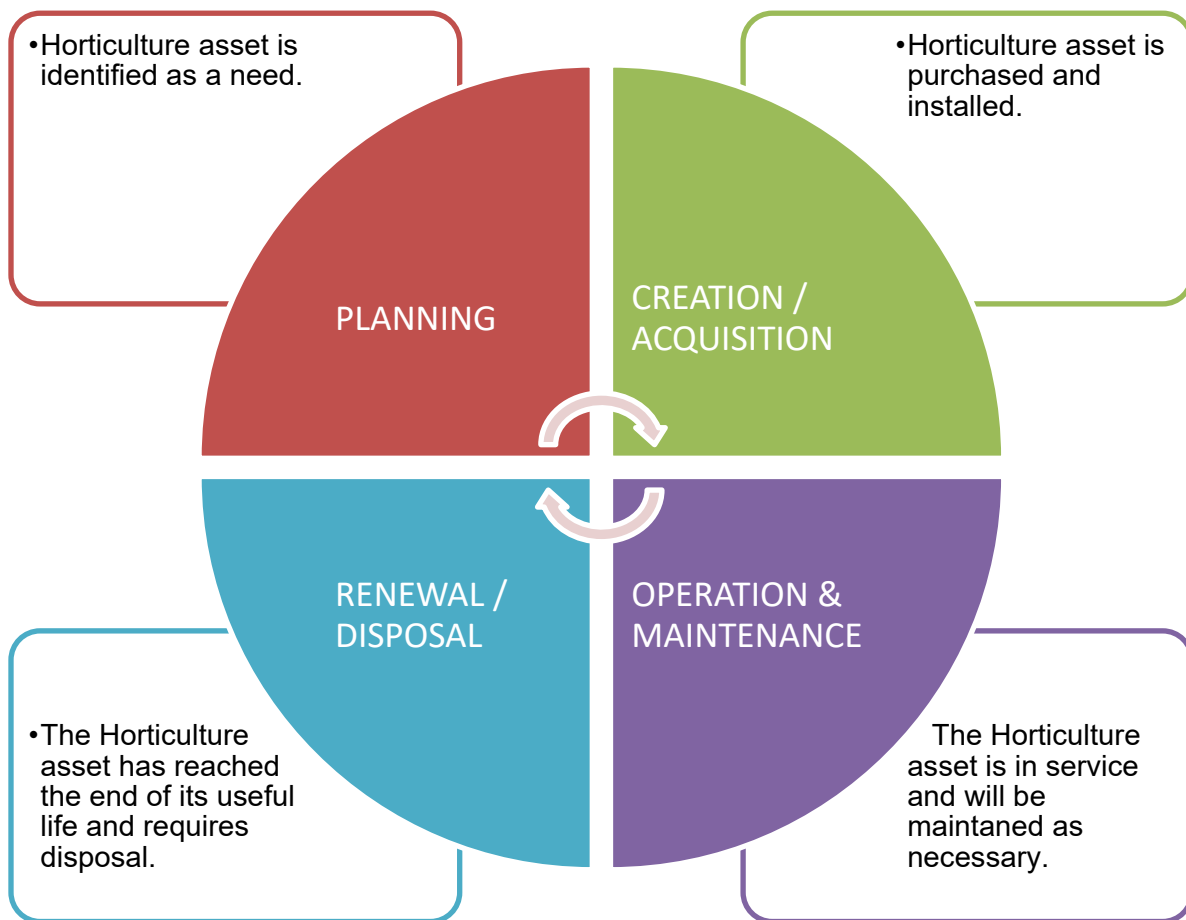 •Horticulture asset is
identified as a need.
•Horticulture asset is
purchased and
installed.
PLANNING
CREATION /
ACQUISITION
RENEWAL /
DISPOSAL
OPERATION &
MAINTENANCE
•The Horticulture
asset has reached
the end of its useful
life and requires
disposal.
The Horticulture
asset is in service
and will be
maintaned as
necessary.